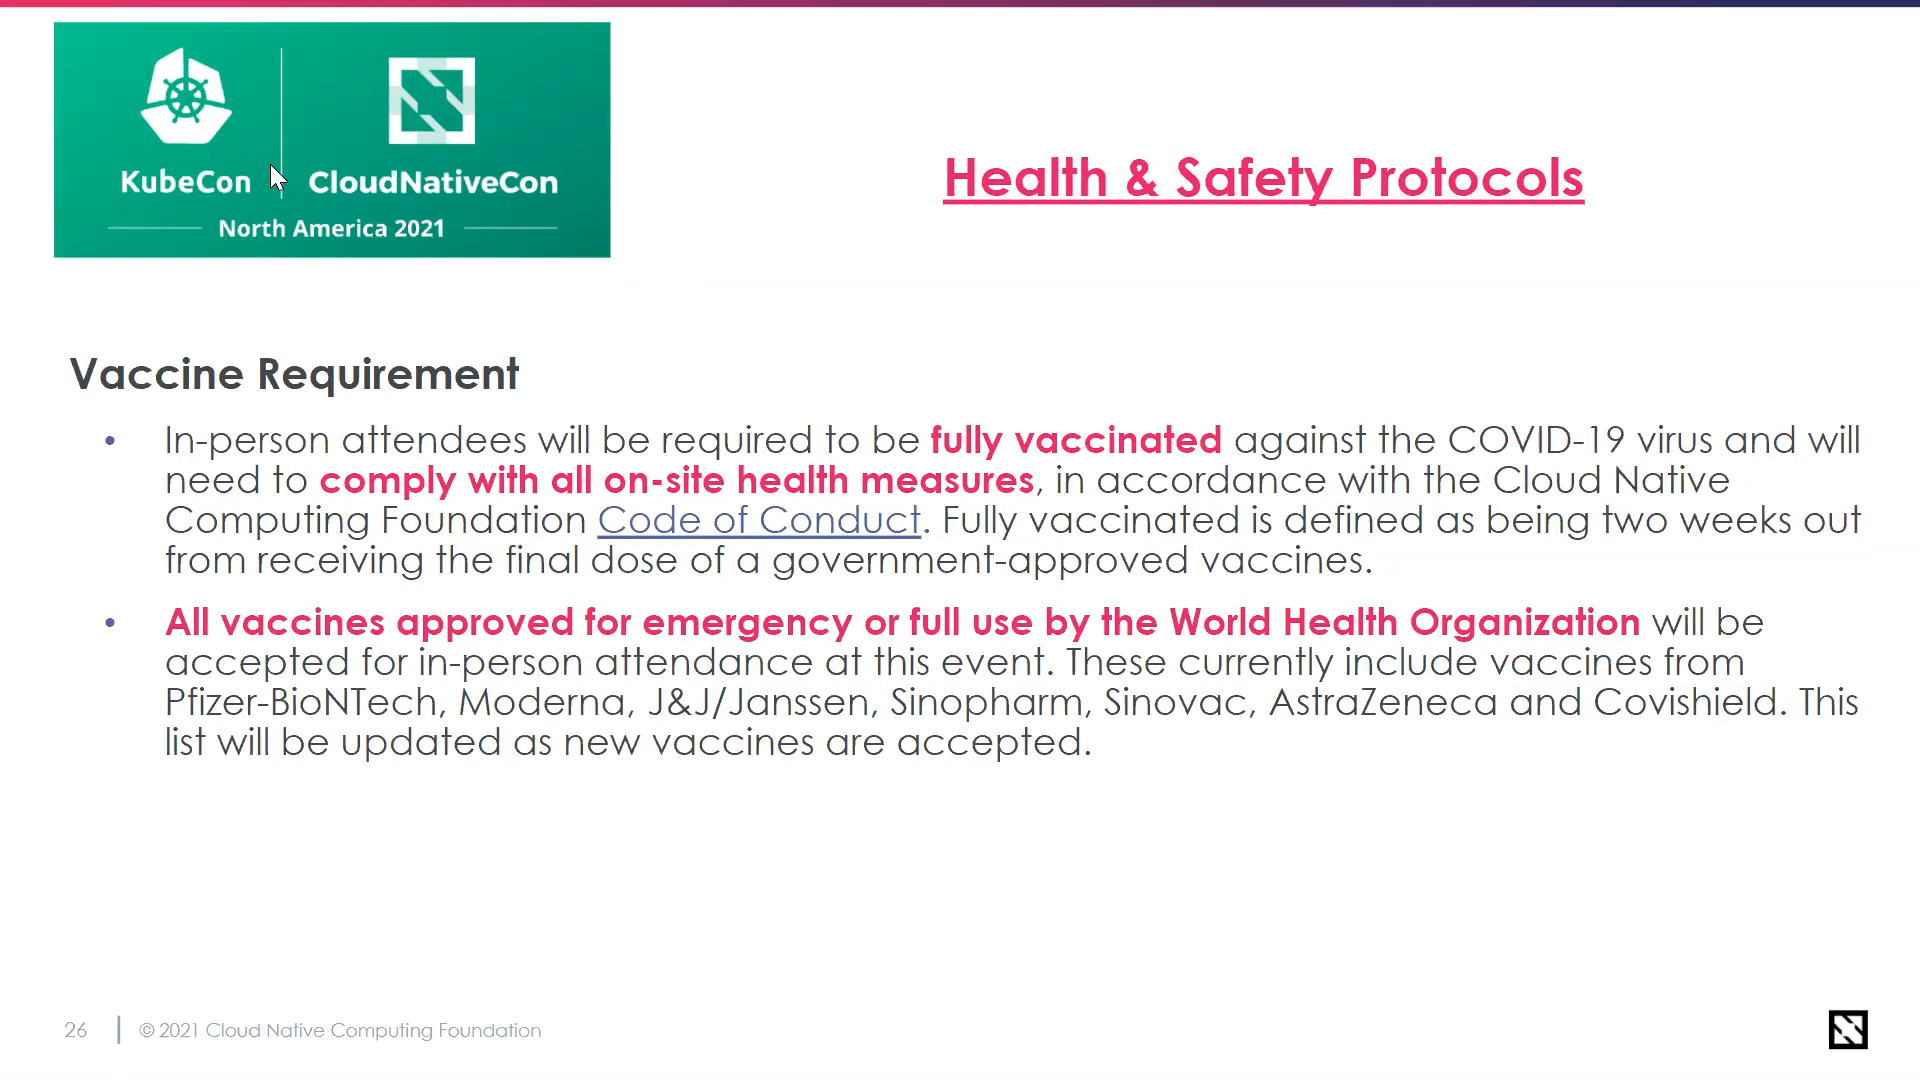 KubeCon CloudNativeCon
North America 2021
Health & Safety Protocols
Vaccine Requirement
• In-person attendees will be required to be fully vaccinated against the COVID-19 virus and will
need to comply with all on-site health measures, in accordance with the Cloud Native
Computing Foundation Code of Conduct. Fully vaccinated is defined as being two weeks out
from receiving the final dose of a government-approved vaccines.
• All vaccines approved for emergency or full use by the World Health Organization will be
accepted for in-person attendance at this event. These currently include vaccines from
Pfizer-BioNTech, Moderna, J&J/Janssen, Sinopharm, Sinovac, AstraZeneca and Covishield. This
list will be updated as new vaccines are accepted.
26 | © 2021 Cloud Native Computing Foundation